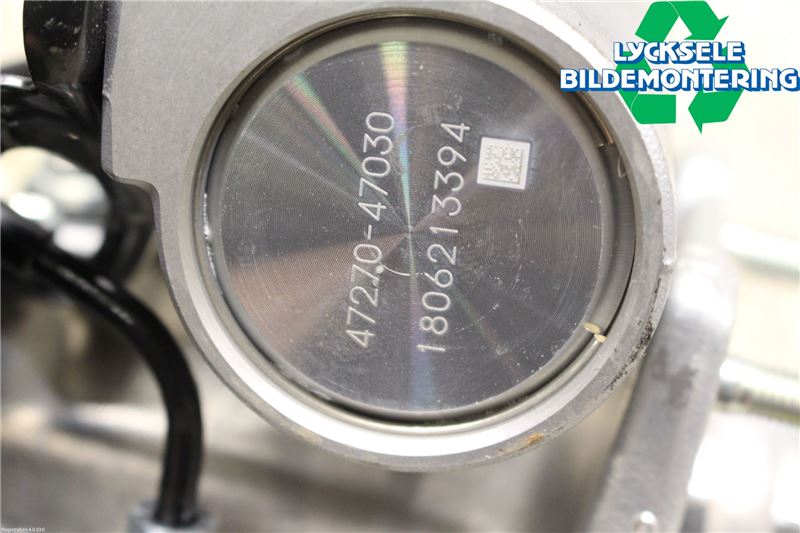 LYCKSELE
BILDEMONTERING
47270-47030
1806213394